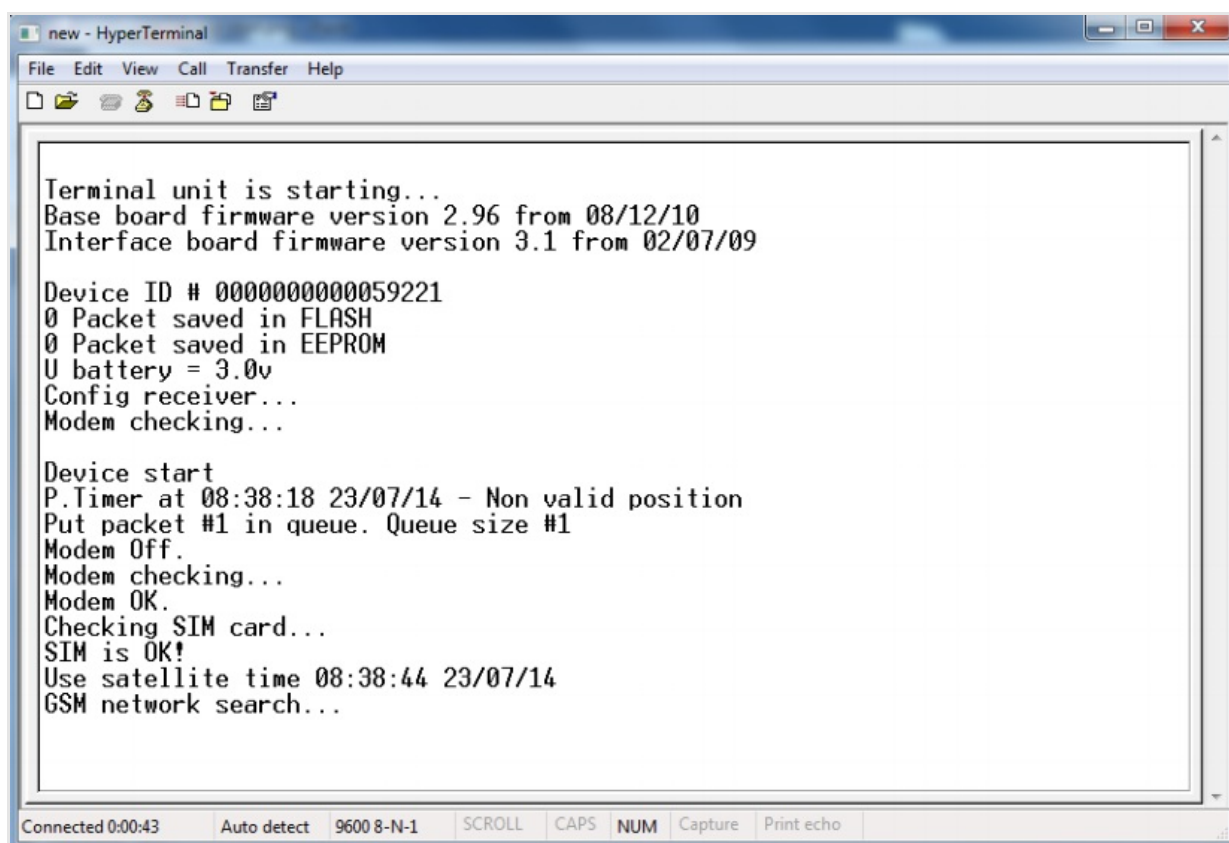 new - HyperTerminal
File Edit View Call Transfer Help
Terminal unit is starting...
Base board firmware version 2.96 from 08/12/10
Interface board firmware version 3.1 from 02/07/09
Device ID # 0000000000059221
0 Packet saved in FLASH
0 Packet saved in EEPROM
U battery = 3.0v
Config receiver...
Modem checking...
Device start
P.Timer at 08:38:18 23/07/14 - Non valid position
Put packet #1 in queue. Queue size #1
Modem Off.
Modem checking...
Modem OK.
Checking SIM card...
SIM is OK!
Use satellite time 08:38:44 23/07/14
GSM network search...
Connected 0:00:43 Auto detect 9600 8-N-1 SCROLL CAPS NUM Capture Print echo